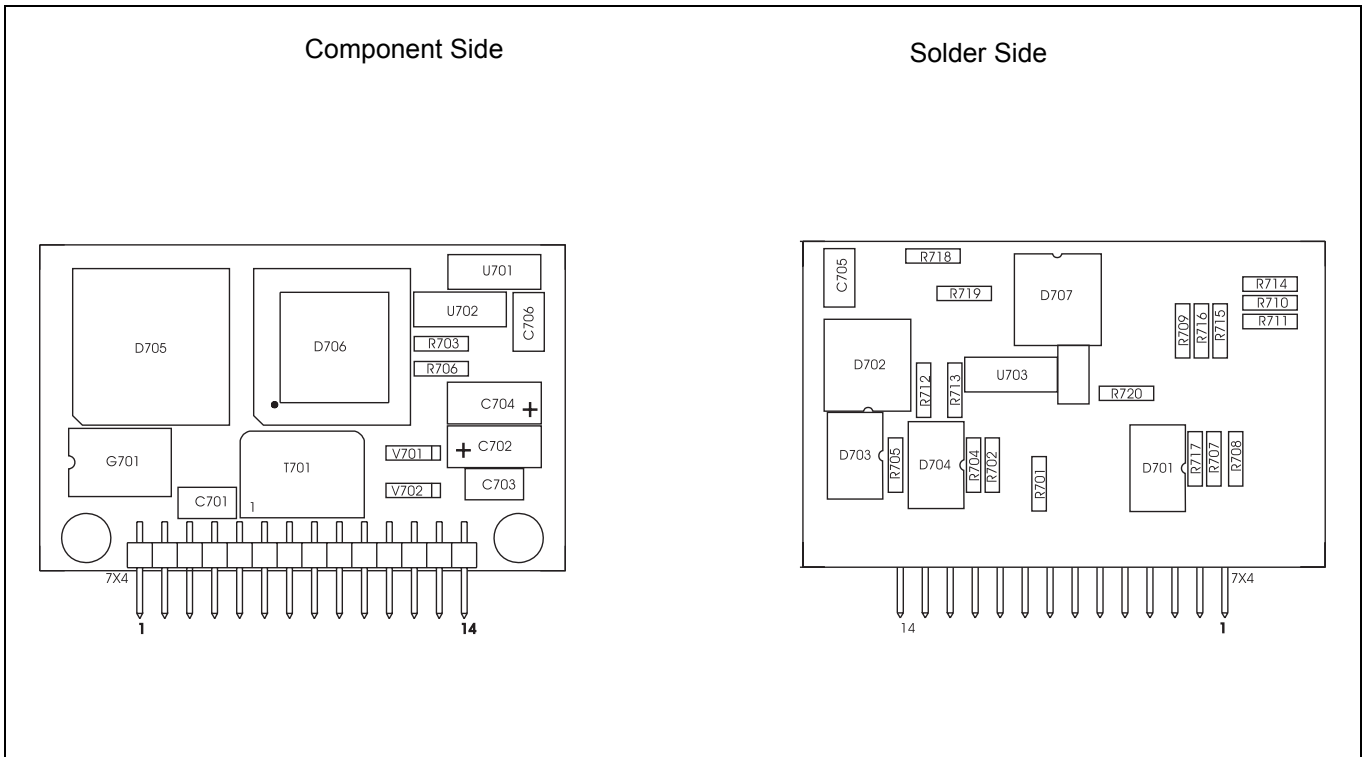 Component Side
Solder Side
U701
U702
C706
D705
D706
R703
R706
C704
+
+
C702
V701
G701
T701
C703
V702
C701
1
7X4
1
14
C705
R718
R719
D707
R714
R710
R711
R709
R716
R715
D702
R712
R713
U703
R720
D703
R705
D704
R704
R702
R701
D701
R717
R707
R708
7X4
14
1